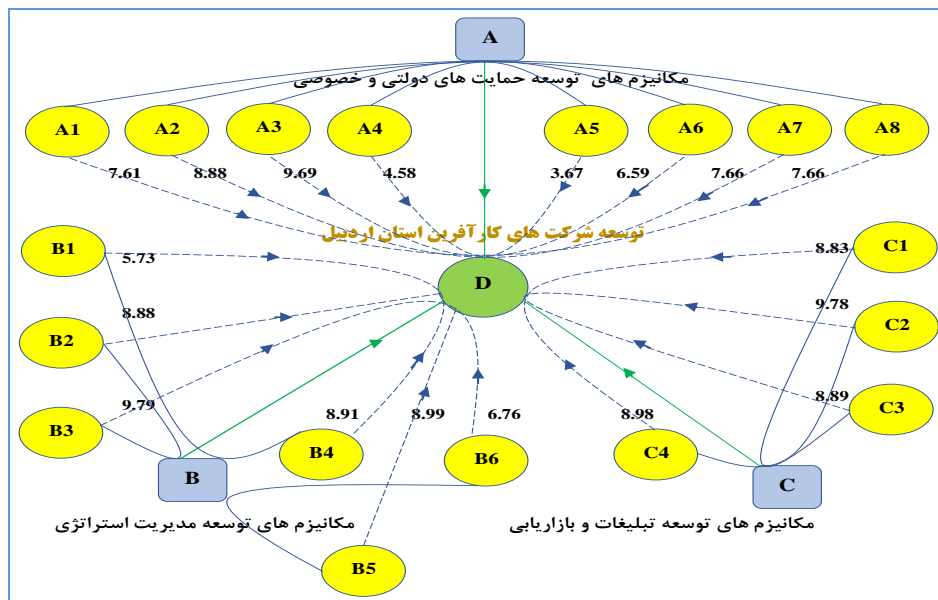 A
مکانیزم های توسعه حمایت های دولتی و خصوصی
A1 A2 A3 A4 A5 A6 A7 A8
7.61 8.88 9.69 4.58 3.67 6.59 7.66 7.66
توسعه شرکت های کارآفرین استان اردبیل
B1 C1
5.73 8.83
D
9.78
8.88 C2
B2
9.79 8.89
B3 C3
8.91 8.99 6.76 8.98
B4 B6 C4
B C
مکانیزم های توسعه مدیریت استراتژی مکانیزم های توسعه تبلیغات و بازاریابی
B5